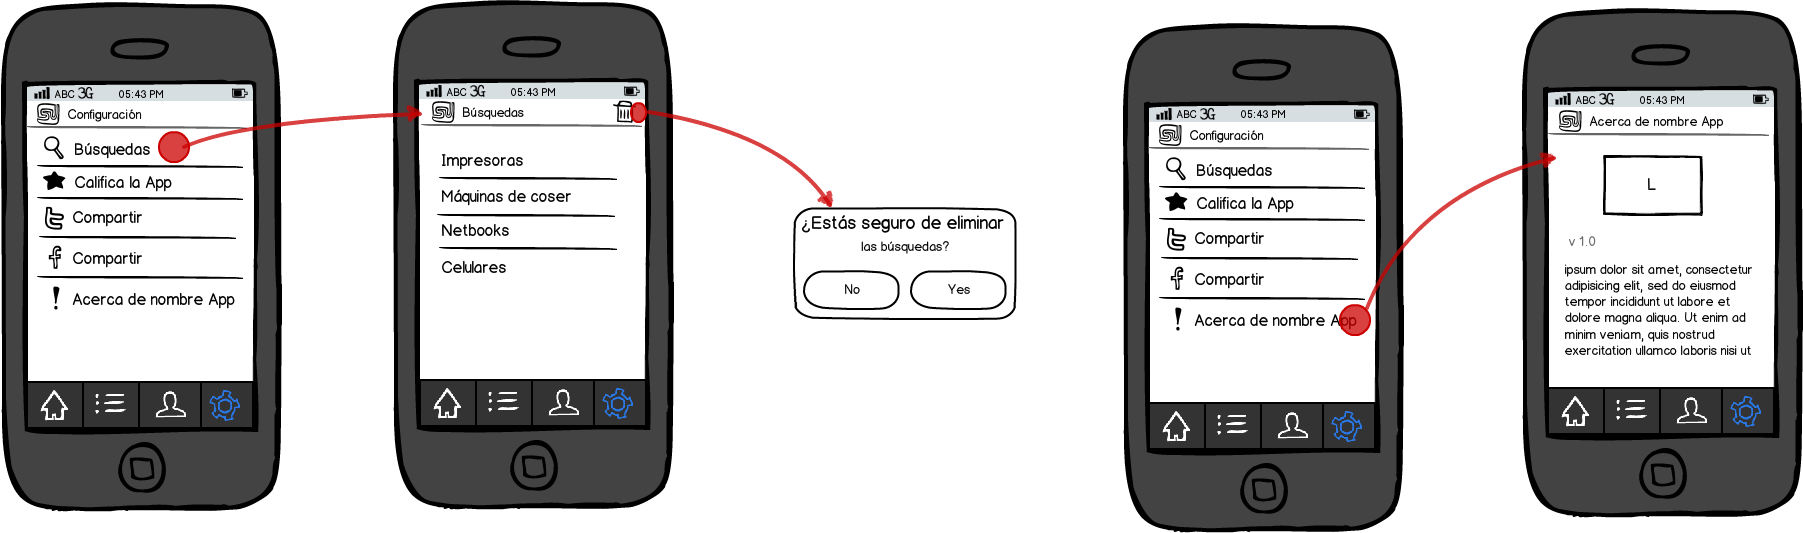 ABC 3G 05:43 PM
Configuración
Búsquedas
Califica la App
Compartir
Compartir
Acerca de nombre App
ABC 3G 05:43 PM
Búsquedas
Impresoras
Máquinas de coser
Netbooks
Celulares
¿Estás seguro de eliminar
las búsquedas?
No Yes
ABC 3G 05:43 PM
Configuración
Búsquedas
Califica la App
Compartir
Compartir
Acerca de nombre App
ABC 3G 05:43 PM
Acerca de nombre App
L
v 1.0
ipsum dolor sit amet, consectetur
adipisicing elit, sed do eiusmod
tempor incididunt ut labore et
dolore magna aliqua. Ut enim ad
minim veniam, quis nostrud
exercitation ullamco laboris nisi ut